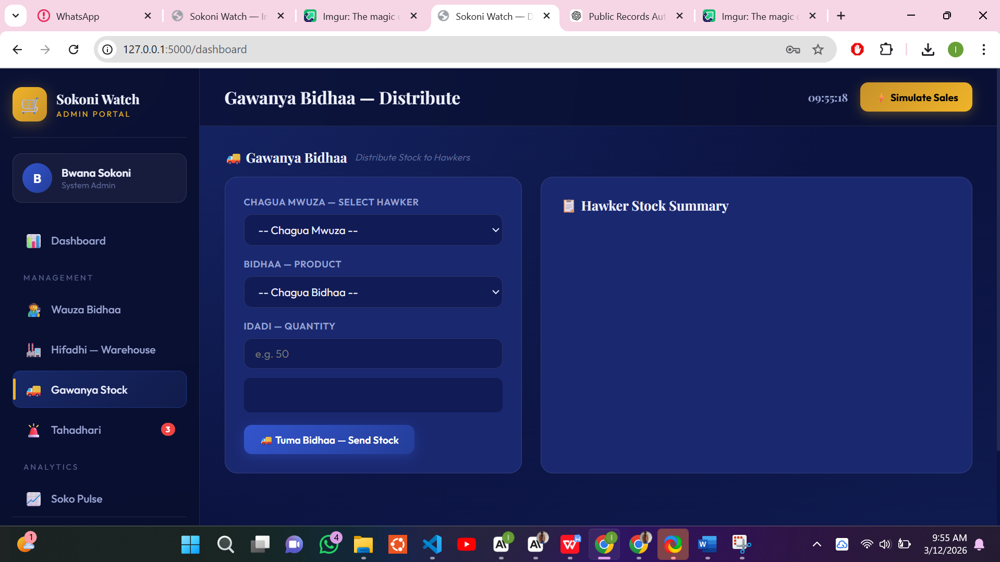 WhatsApp
Sokoni Watch — In
Imgur: The magic o
Sokoni Watch — D
Public Records Aut
Imgur: The magic o
127.0.0.1:5000/dashboard
I
Sokoni Watch
ADMIN PORTAL
B
Bwana Sokoni
System Admin
Dashboard
MANAGEMENT
Wauza Bidhaa
Hifadhi — Warehouse
Gawanya Stock
Tahadhari
3
ANALYTICS
Soko Pulse
Gawanya Bidhaa — Distribute
09:55:18
Simulate Sales
Gawanya Bidhaa
Distribute Stock to Hawkers
CHAGUA MWUZA — SELECT HAWKER
-- Chagua Mwuza --
BIDHAA — PRODUCT
-- Chagua Bidhaa --
IDADI — QUANTITY
e.g. 50
Tuma Bidhaa — Send Stock
Hawker Stock Summary
1
4
9:55 AM
3/12/2026